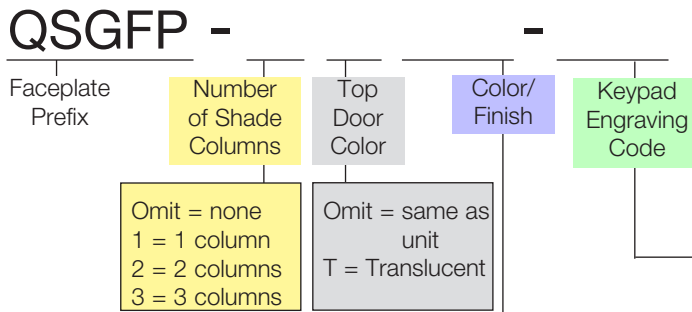 QSGFP - -
Faceplate
Prefix
Number
of Shade
Columns
Top
Door
Color
Color/
Finish
Keypad
Engraving
Code
Omit = none
1 = 1 column
2 = 2 columns
3 = 3 columns
Omit = same as
unit
T = Translucent